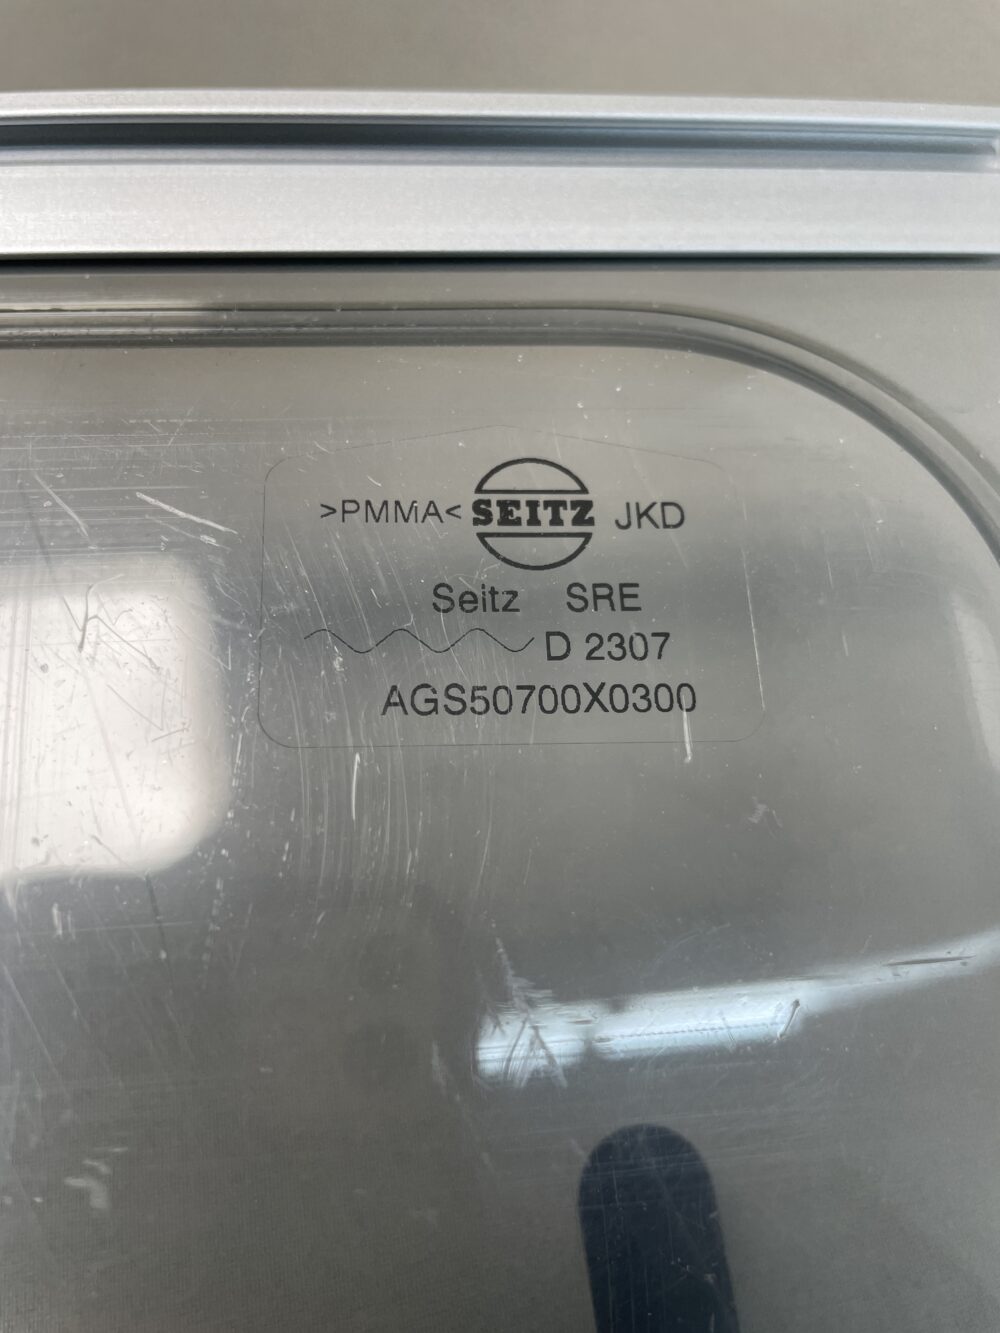 >PMMA< SEITZ JKD
Seitz SRE
D 2307
AGS50700X0300